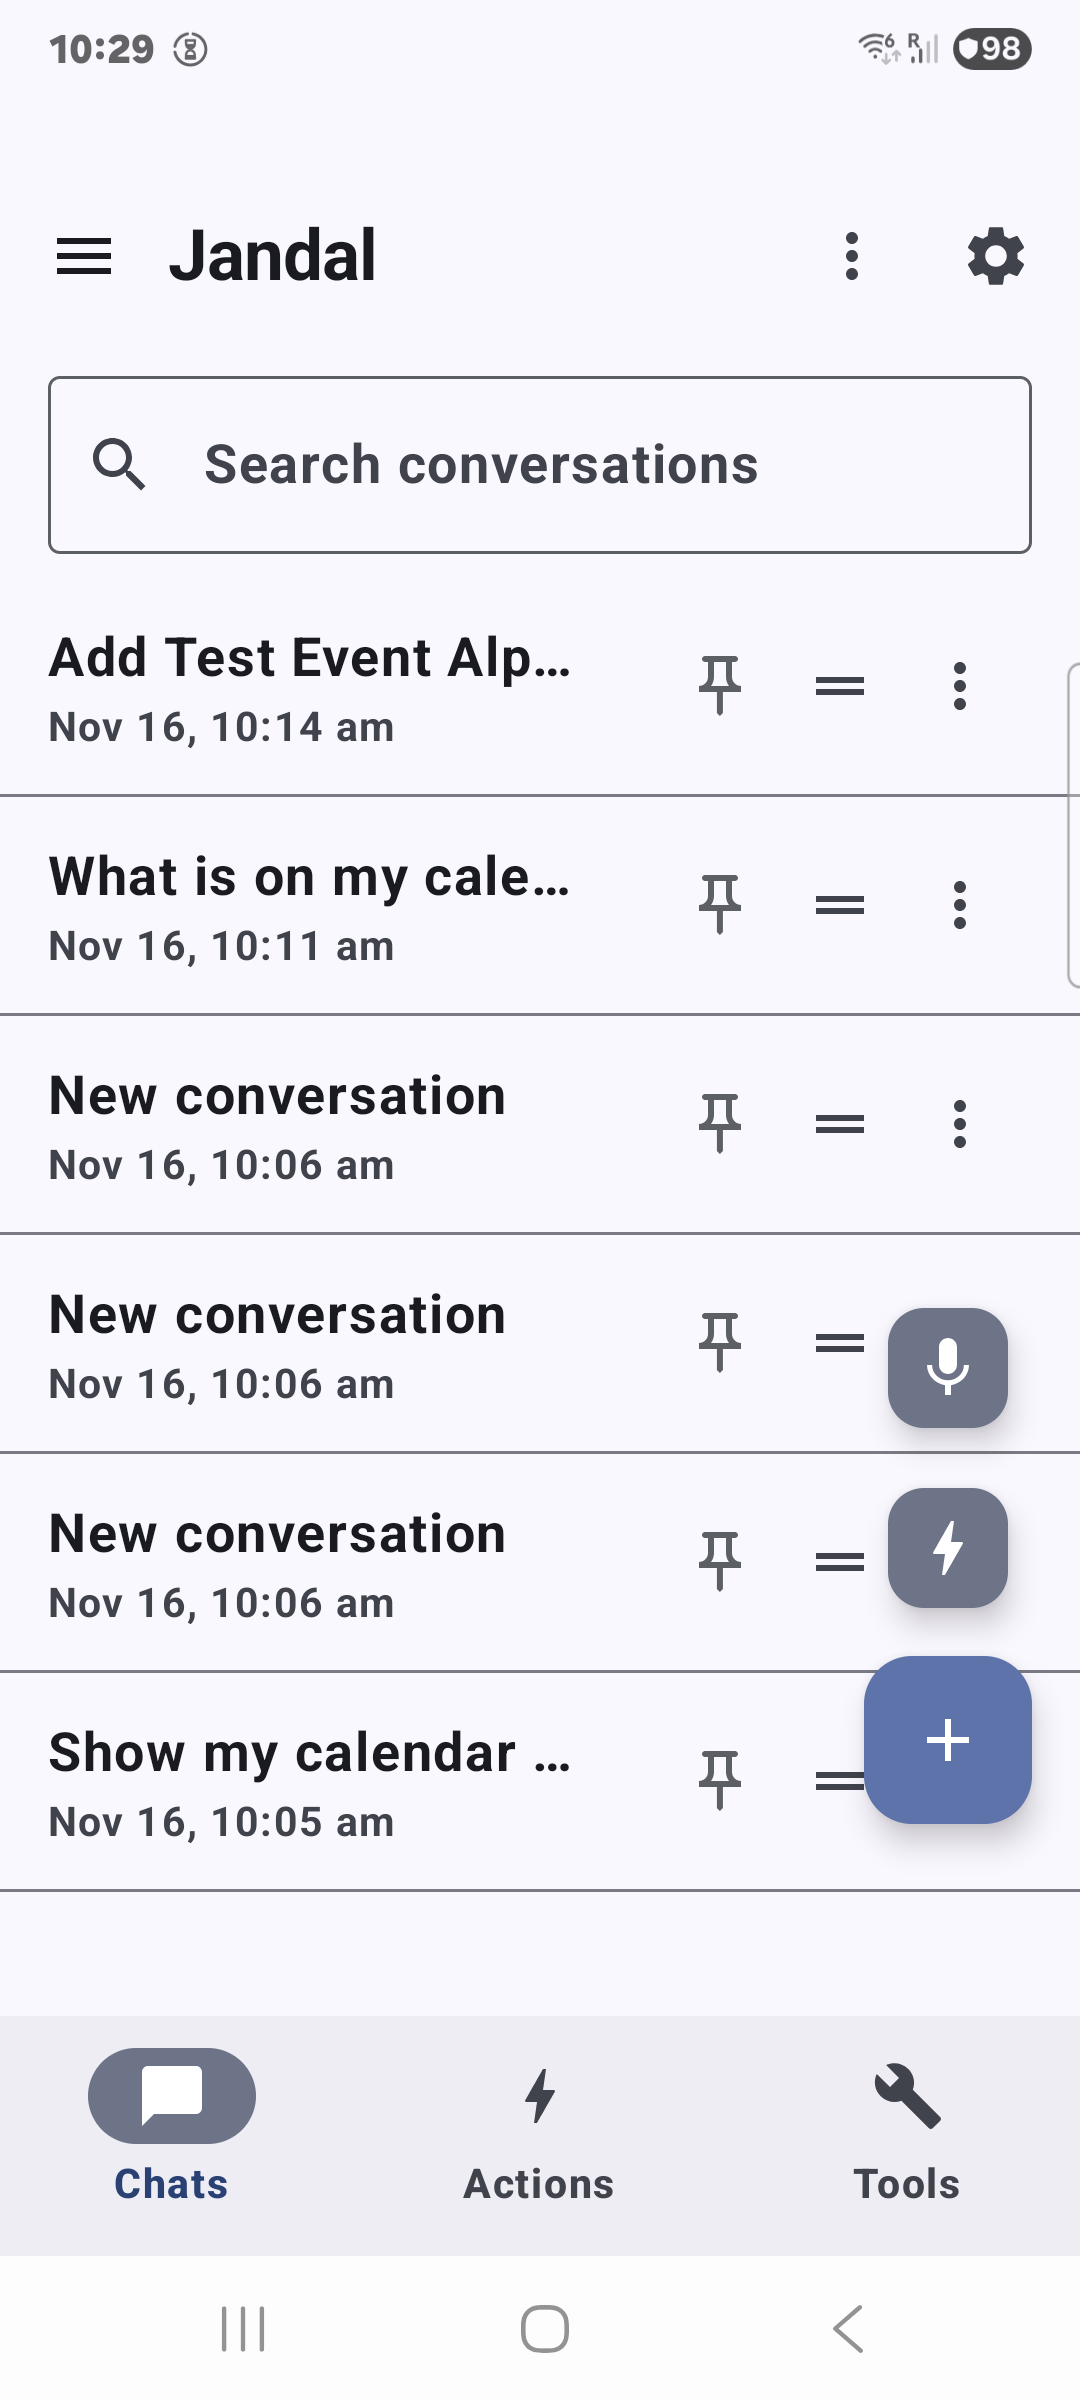 10:29
6 R 98
Jandal
Search conversations
Add Test Event Alp…
Nov 16, 10:14 am
What is on my cale…
Nov 16, 10:11 am
New conversation
Nov 16, 10:06 am
New conversation
Nov 16, 10:06 am
New conversation
Nov 16, 10:06 am
Show my calendar …
Nov 16, 10:05 am
Chats
Actions
Tools